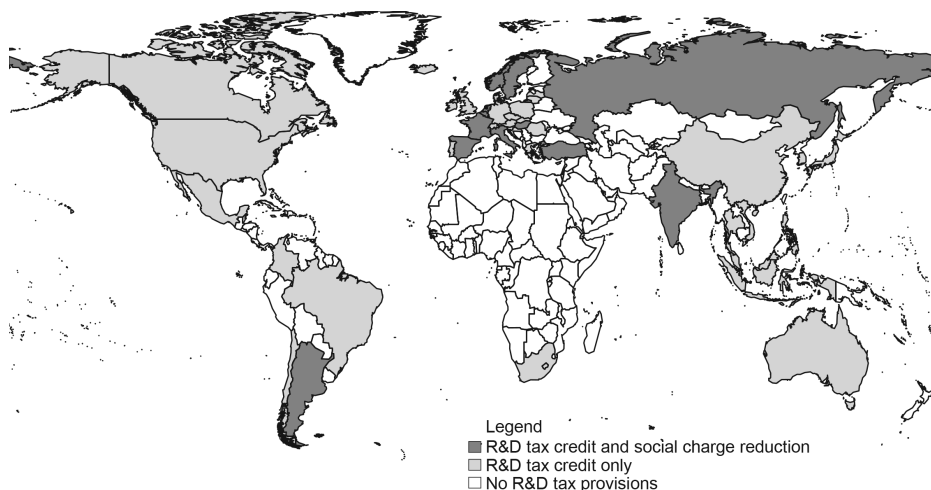 Legend
R&D tax credit and social charge reduction
R&D tax credit only
No R&D tax provisions